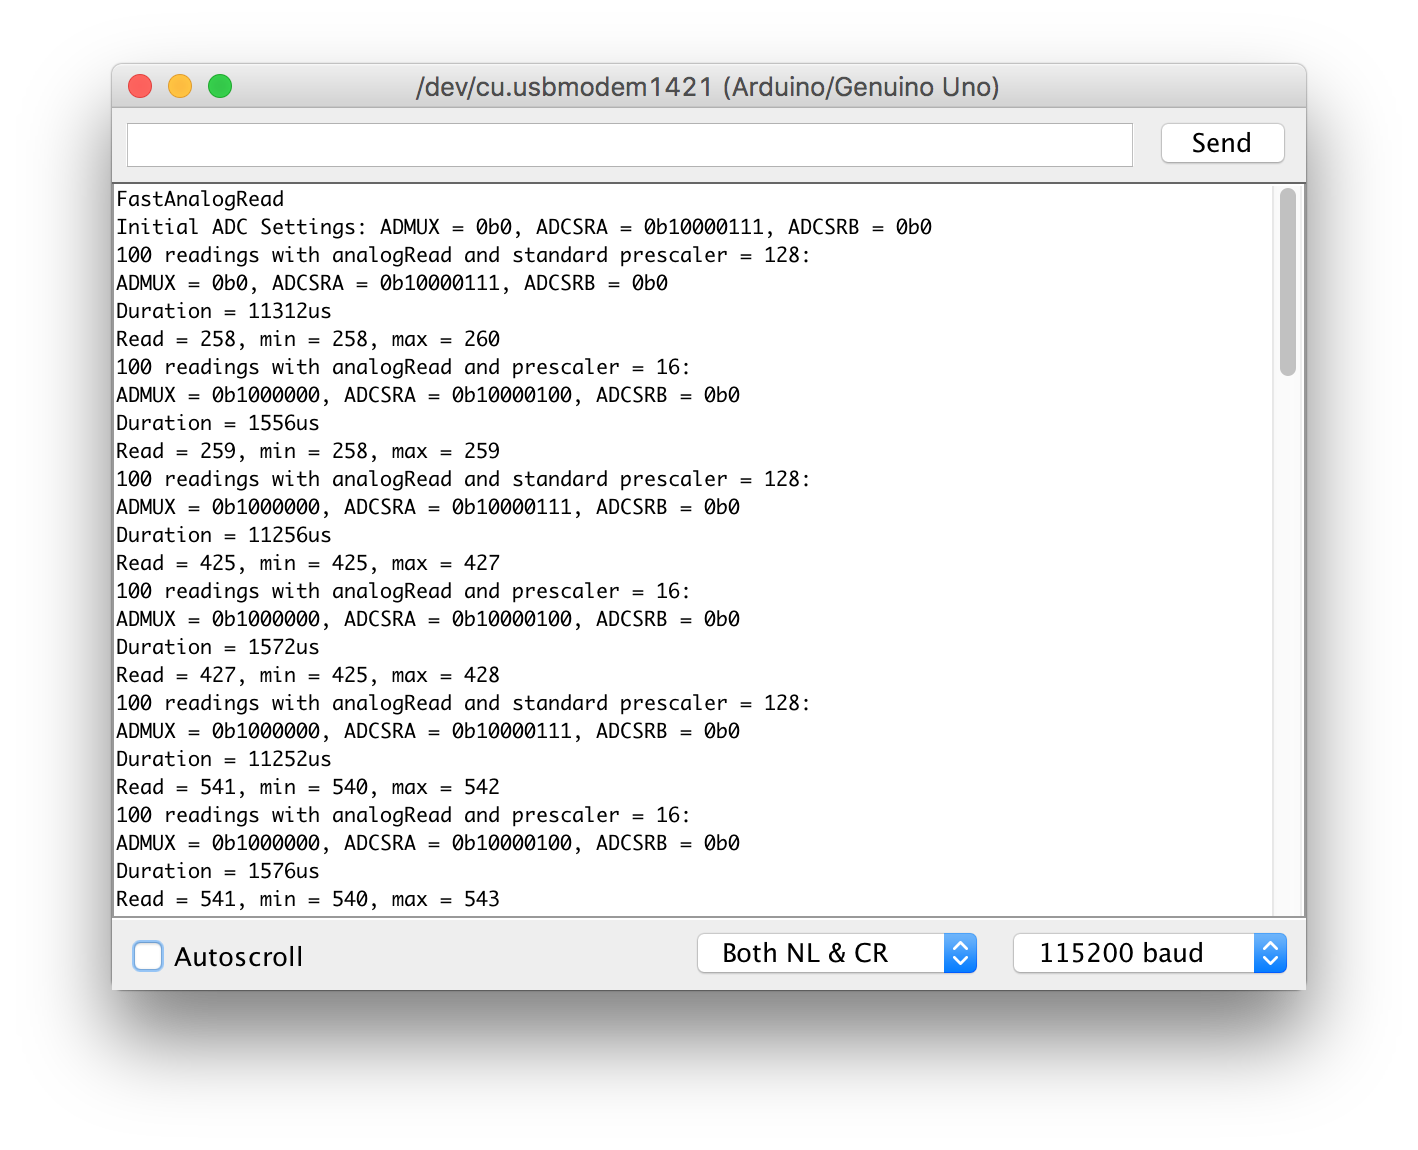 /dev/cu.usbmodem1421 (Arduino/Genuino Uno)
Send
FastAnalogRead
Initial ADC Settings: ADMUX = 0b0, ADCSRA = 0b10000111, ADCSRB = 0b0
100 readings with analogRead and standard prescaler = 128:
ADMUX = 0b0, ADCSRA = 0b10000111, ADCSRB = 0b0
Duration = 11312us
Read = 258, min = 258, max = 260
100 readings with analogRead and prescaler = 16:
ADMUX = 0b1000000, ADCSRA = 0b10000100, ADCSRB = 0b0
Duration = 1556us
Read = 259, min = 258, max = 259
100 readings with analogRead and standard prescaler = 128:
ADMUX = 0b1000000, ADCSRA = 0b10000111, ADCSRB = 0b0
Duration = 11256us
Read = 425, min = 425, max = 427
100 readings with analogRead and prescaler = 16:
ADMUX = 0b1000000, ADCSRA = 0b10000100, ADCSRB = 0b0
Duration = 1572us
Read = 427, min = 425, max = 428
100 readings with analogRead and standard prescaler = 128:
ADMUX = 0b1000000, ADCSRA = 0b10000111, ADCSRB = 0b0
Duration = 11252us
Read = 541, min = 540, max = 542
100 readings with analogRead and prescaler = 16:
ADMUX = 0b1000000, ADCSRA = 0b10000100, ADCSRB = 0b0
Duration = 1576us
Read = 541, min = 540, max = 543
Autoscroll
Both NL & CR
115200 baud